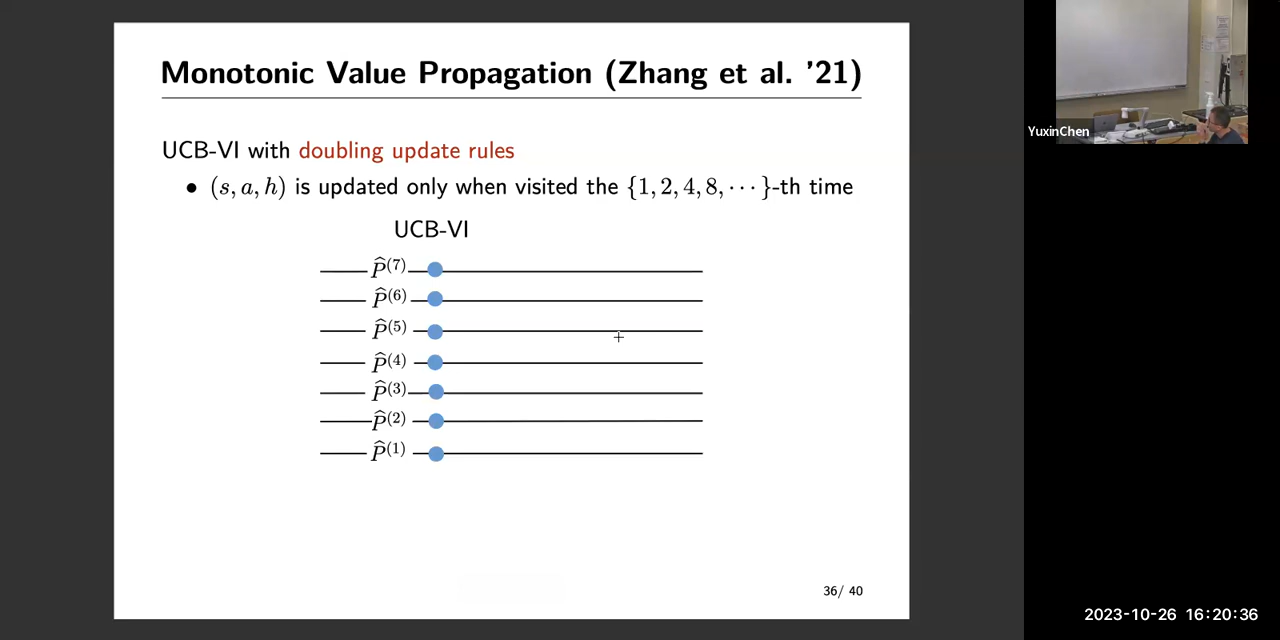 Monotonic Value Propagation (Zhang et al. '21)
UCB-VI with doubling update rules
• (s, a, h) is updated only when visited the {1, 2, 4, 8, ⋯}-th time
UCB-VI
P̂⁽⁷⁾
P̂⁽⁶⁾
P̂⁽⁵⁾
P̂⁽⁴⁾
P̂⁽³⁾
P̂⁽²⁾
P̂⁽¹⁾
36/ 40
YuxinChen
2023-10-26 16:20:36